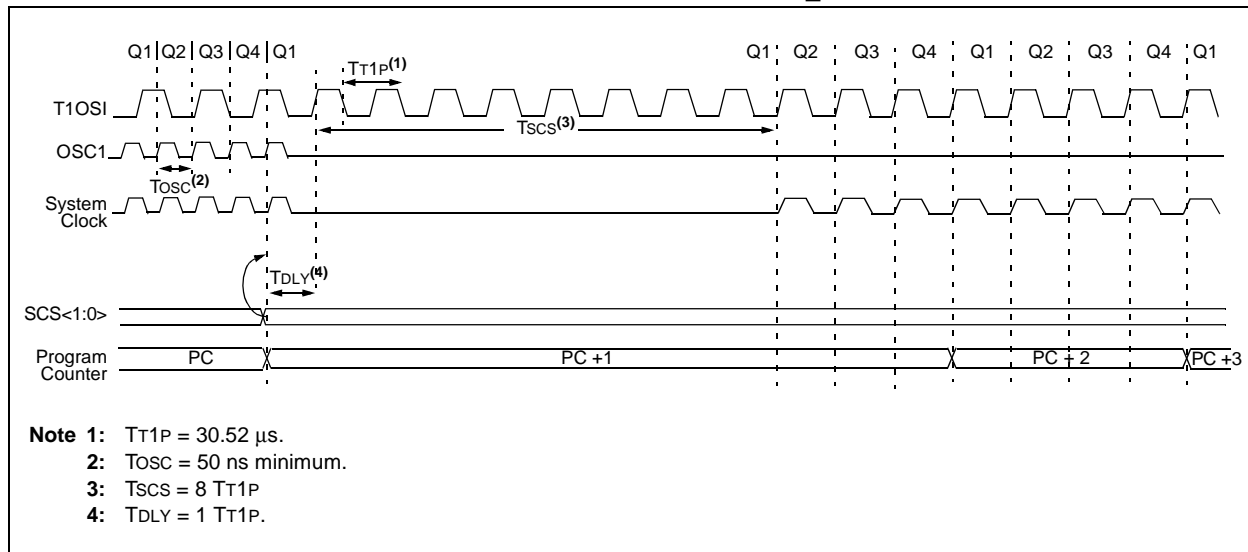 Q1 Q2 Q3 Q4 Q1 Q1 Q2 Q3 Q4 Q1 Q2 Q3 Q4 Q1
TT1P(1)
T1OSI
TSCS(3)
OSC1
TOSC(2)
System
Clock
TDLY(4)
SCS<1:0>
Program
Counter
PC PC +1 PC + 2 PC +3
Note 1: TT1P = 30.52 μs.
2: TOSC = 50 ns minimum.
3: TSCS = 8 TT1P
4: TDLY = 1 TT1P.